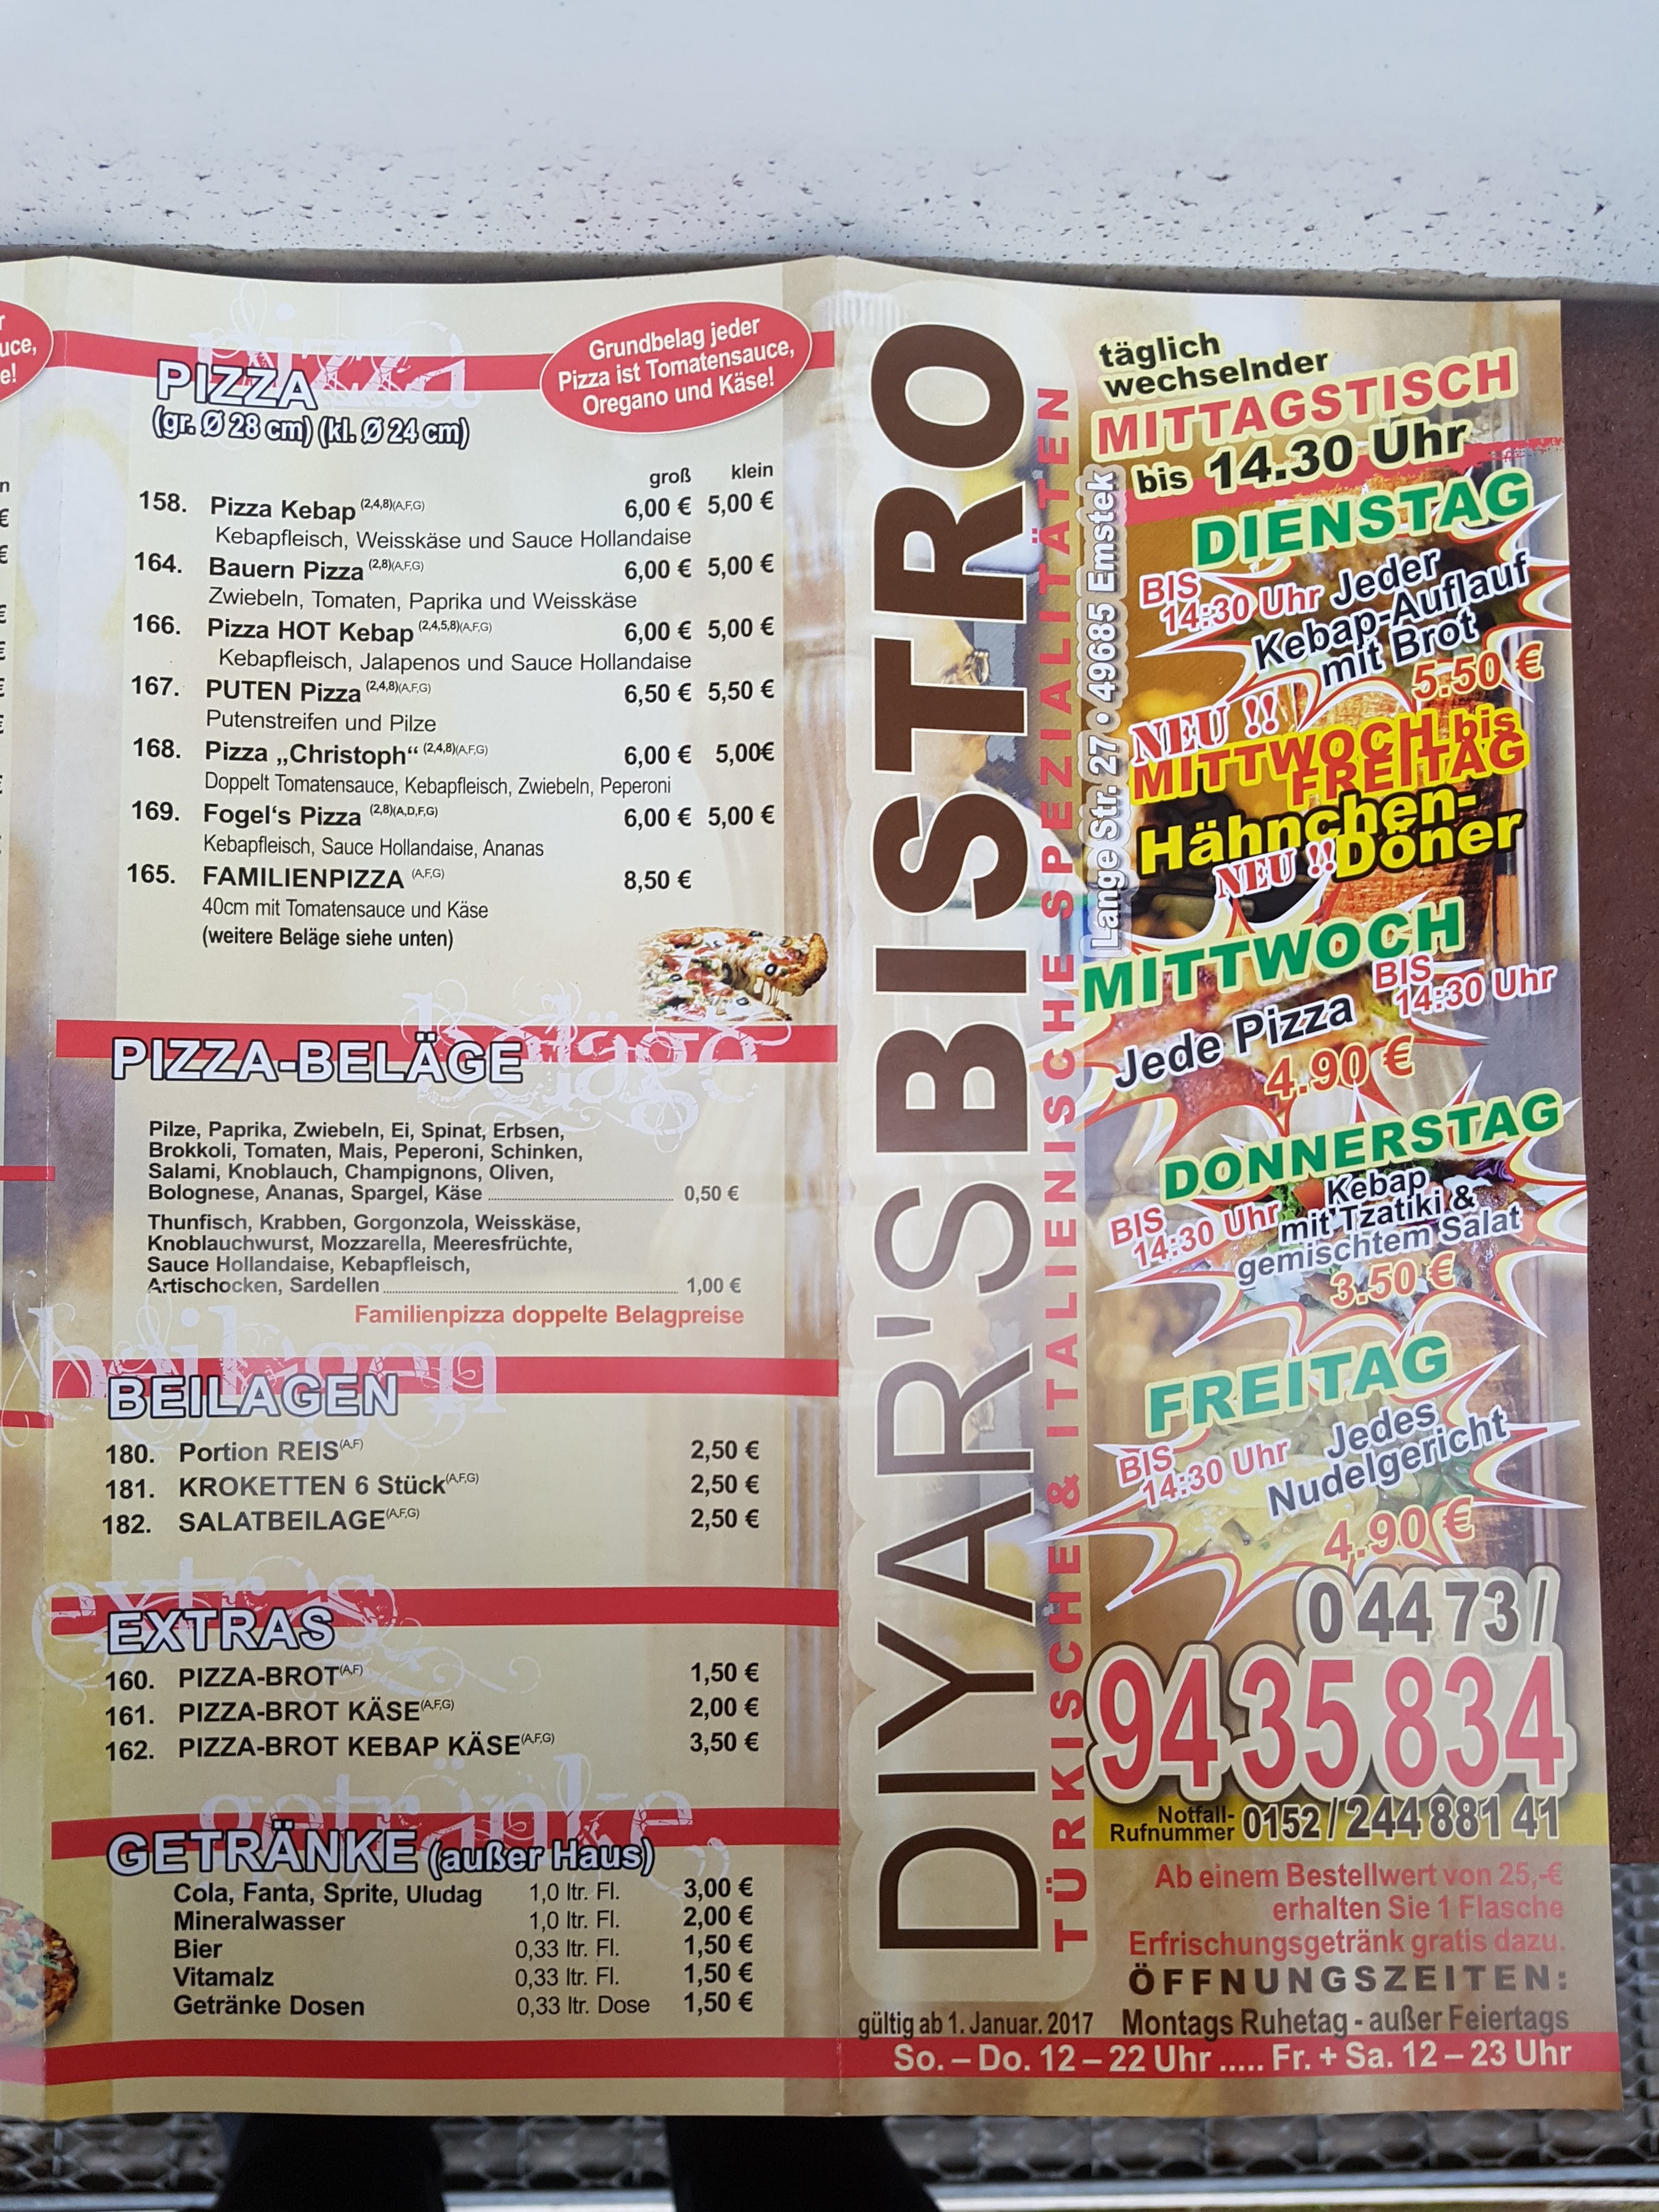 PIZZA
(gr. Ø 28 cm) (kl. Ø 24 cm)
Grundbelag jeder
Pizza ist Tomatensauce,
Oregano und Käse!
groß klein
158. Pizza Kebap (2,4,8)(A,F,G) 6,00 € 5,00 €
Kebapfleisch, Weisskäse und Sauce Hollandaise
164. Bauern Pizza (2,8)(A,F,G) 6,00 € 5,00 €
Zwiebeln, Tomaten, Paprika und Weisskäse
166. Pizza HOT Kebap (2,4,5,8)(A,F,G) 6,00 € 5,00 €
Kebapfleisch, Jalapenos und Sauce Hollandaise
167. PUTEN Pizza (2,4,8)(A,F,G) 6,50 € 5,50 €
Putenstreifen und Pilze
168. Pizza „Christoph“ (2,4,8)(A,F,G) 6,00 € 5,00€
Doppelt Tomatensauce, Kebapfleisch, Zwiebeln, Peperoni
169. Fogel‘s Pizza (2,8)(A,D,F,G) 6,00 € 5,00 €
Kebapfleisch, Sauce Hollandaise, Ananas
165. FAMILIENPIZZA (A,F,G) 8,50 €
40cm mit Tomatensauce und Käse
(weitere Beläge siehe unten)
beläge
PIZZA-BELÄGE
Pilze, Paprika, Zwiebeln, Ei, Spinat, Erbsen,
Brokkoli, Tomaten, Mais, Peperoni, Schinken,
Salami, Knoblauch, Champignons, Oliven,
Bolognese, Ananas, Spargel, Käse 0,50 €
Thunfisch, Krabben, Gorgonzola, Weisskäse,
Knoblauchwurst, Mozzarella, Meeresfrüchte,
Sauce Hollandaise, Kebapfleisch,
Artischocken, Sardellen 1,00 €
Familienpizza doppelte Belagpreise
beilagen
BEILAGEN
180. Portion REIS(A,F) 2,50 €
181. KROKETTEN 6 Stück(A,F,G) 2,50 €
182. SALATBEILAGE(A,F,G) 2,50 €
extras
EXTRAS
160. PIZZA-BROT(A,F) 1,50 €
161. PIZZA-BROT KÄSE(A,F,G) 2,00 €
162. PIZZA-BROT KEBAP KÄSE(A,F,G) 3,50 €
getränke
GETRÄNKE (außer Haus)
Cola, Fanta, Sprite, Uludag 1,0 ltr. Fl. 3,00 €
Mineralwasser 1,0 ltr. Fl. 2,00 €
Bier 0,33 ltr. Fl. 1,50 €
Vitamalz 0,33 ltr. Fl. 1,50 €
Getränke Dosen 0,33 ltr. Dose 1,50 €
DIYAR'S BISTRO
TÜRKISCHE & ITALIENISCHE SPEZIALITÄTEN
Lange Str. 27 • 49685 Emstek
täglich
wechselnder
MITTAGSTISCH
bis 14.30 Uhr
DIENSTAG
BIS
14:30 Uhr Jeder
Kebap-Auflauf
mit Brot
5.50 €
NEU !!
MITTWOCH bis
FREITAG
Hähnchen-
Döner
NEU !!
MITTWOCH
BIS
14:30 Uhr
Jede Pizza
4.90 €
DONNERSTAG
BIS
14:30 Uhr
Kebap
mit Tzatiki &
gemischtem Salat
3.50 €
FREITAG
BIS
14:30 Uhr
Jedes
Nudelgericht
4.90 €
0 44 73 /
94 35 834
Notfall-
Rufnummer 0152 / 244 881 41
Ab einem Bestellwert von 25,-€
erhalten Sie 1 Flasche
Erfrischungsgetränk gratis dazu.
ÖFFNUNGSZEITEN:
gültig ab 1. Januar. 2017 Montags Ruhetag - außer Feiertags
So. – Do. 12 – 22 Uhr ..... Fr. + Sa. 12 – 23 Uhr